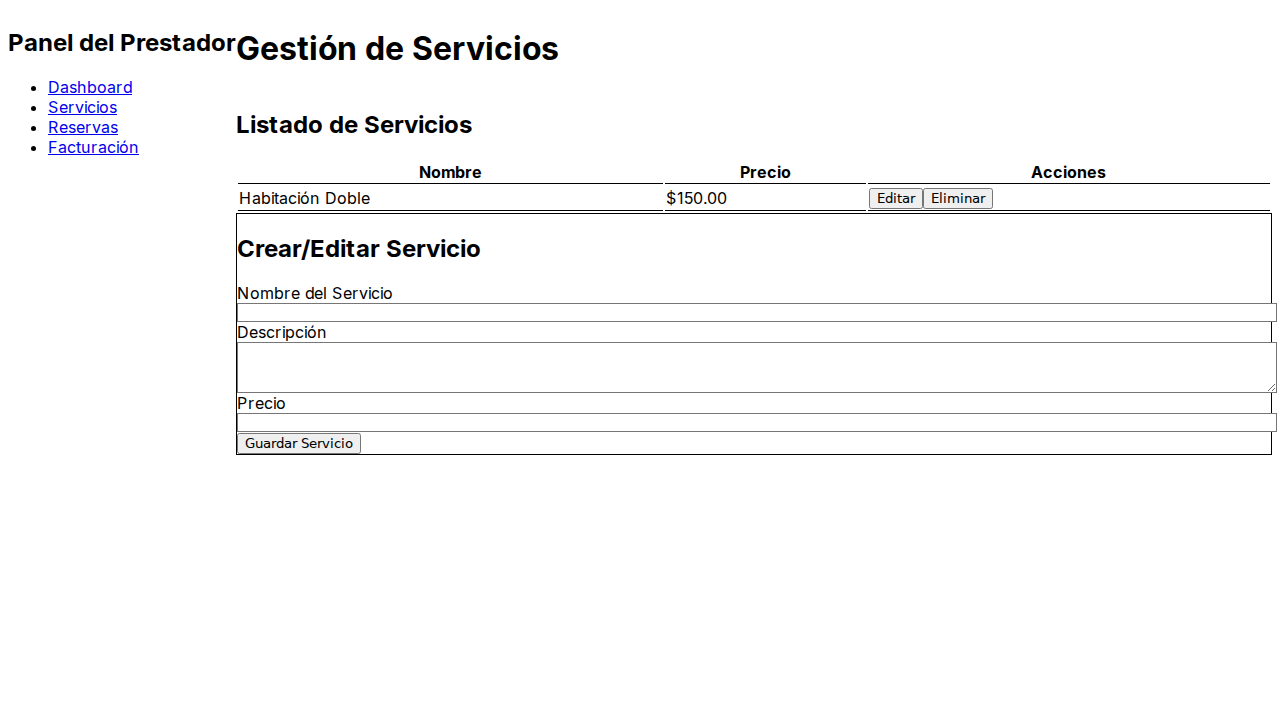 Panel del Prestador
Dashboard
Servicios
Reservas
Facturación
Gestión de Servicios
Listado de Servicios
Nombre Precio Acciones
Habitación Doble $150.00 Editar Eliminar
Crear/Editar Servicio
Nombre del Servicio
Descripción
Precio
Guardar Servicio